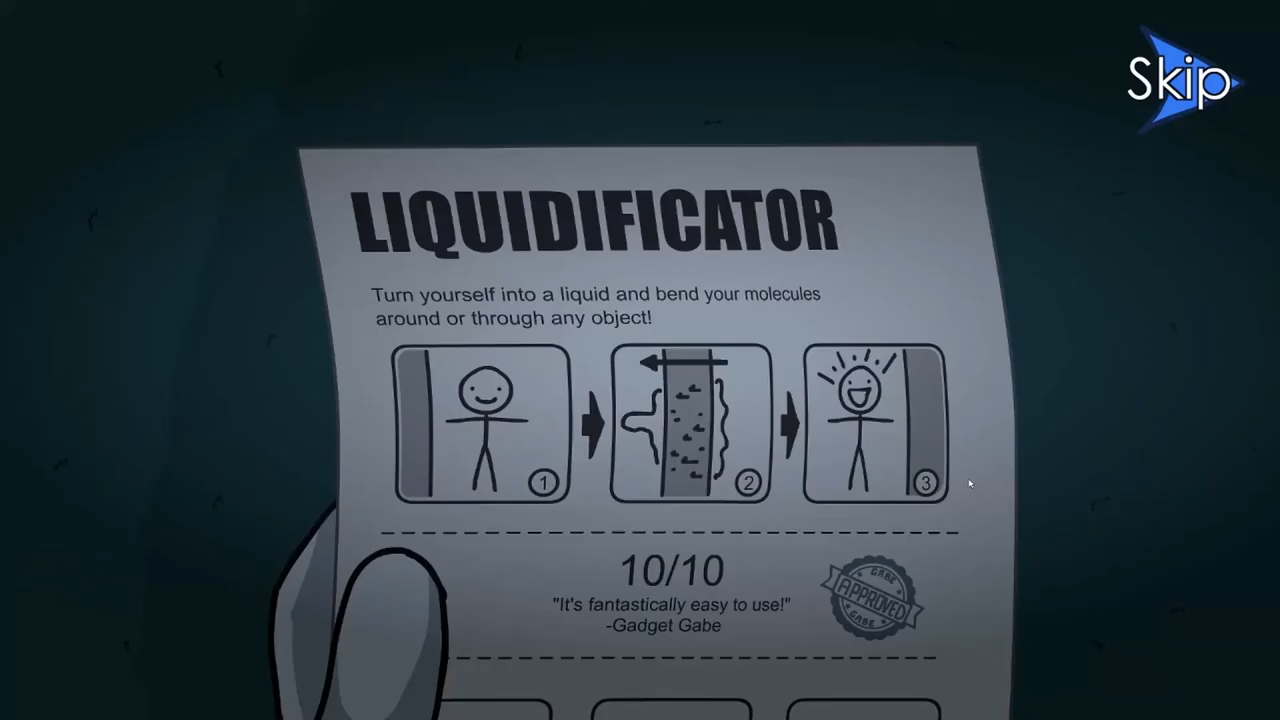 Skip
LIQUIDIFICATOR
Turn yourself into a liquid and bend your molecules
around or through any object!
1
2
3
10/10
"It's fantastically easy to use!"
-Gadget Gabe
GABE
APPROVED
GABE